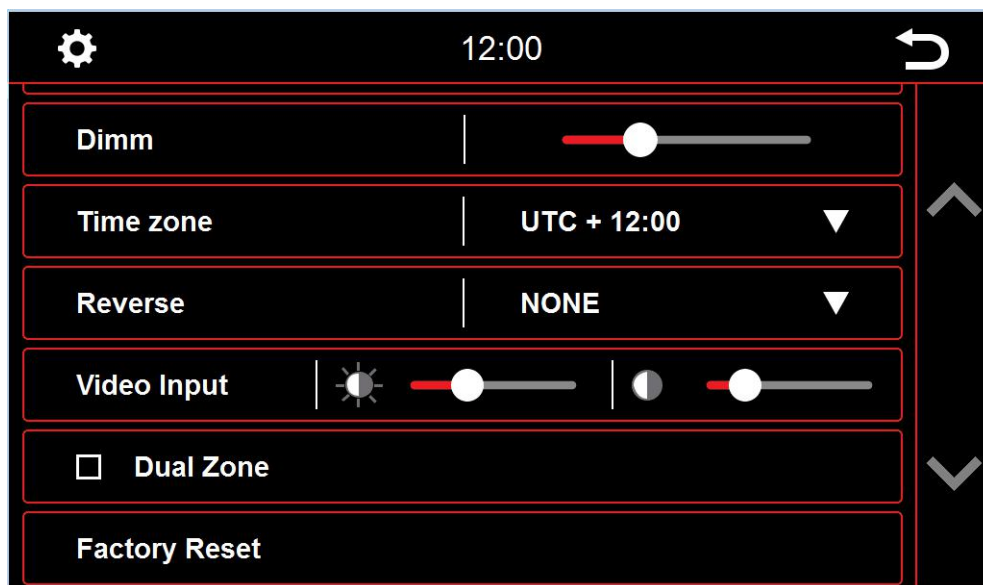 12:00
Dimm
Time zone UTC + 12:00
Reverse NONE
Video Input
Dual Zone
Factory Reset